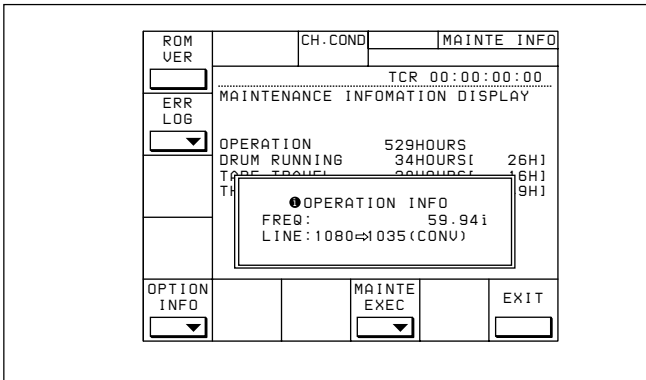 ROM VER
CH.COND
MAINTE INFO
TCR 00:00:00:00
ERR LOG
MAINTENANCE INFOMATION DISPLAY
OPERATION 529HOURS
DRUM RUNNING 34HOURS[ 26H]
16H]
9H]
OPERATION INFO
FREQ: 59.94i
LINE:1080⇨1035(CONV)
OPTION INFO
MAINTE EXEC
EXIT